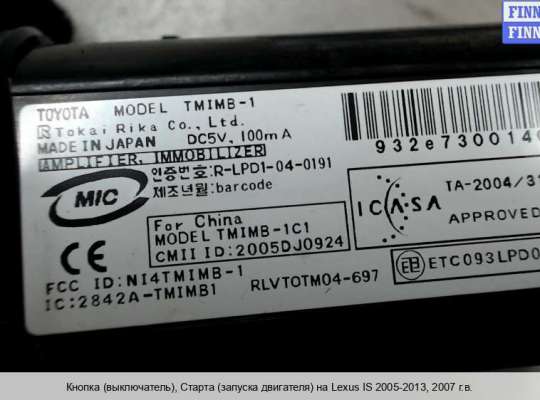 FINN
FINN
TOYOTA MODEL TMIMB-1
Tokai Rika Co., Ltd.
MADE IN JAPAN DC5V, 100mA
AMPLIFIER, IMMOBILIZER
932e730014
MIC
인증번호:R-LPD1-04-0191
제조년월:barcode
For China
MODEL TMIMB-1C1
CMII ID:2005DJ0924
ICASA
TA-2004/31
APPROVED
CE
FCC ID:NI4TMIMB-1
IC:2842A-TMIMB1
RLVTOTM04-697
ETC093LPD0
Кнопка (выключатель), Старта (запуска двигателя) на Lexus IS 2005-2013, 2007 г.в.